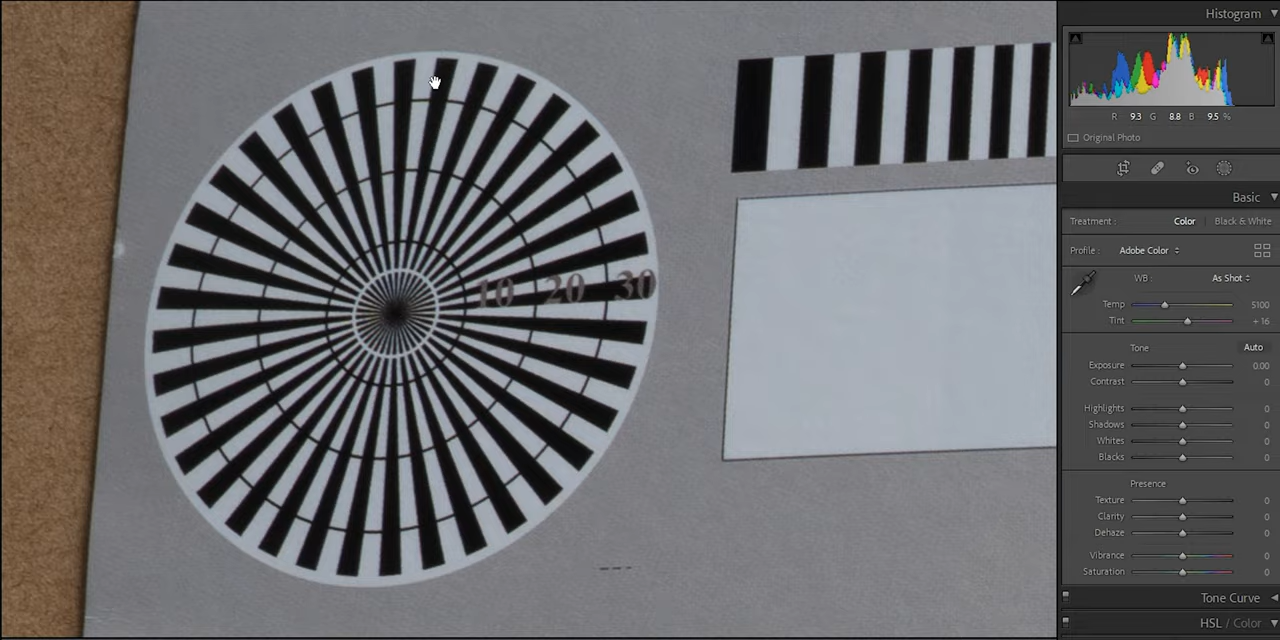 10 20 30
Histogram
R 9.3 G 8.8 B 9.5 %
Original Photo
Basic
Treatment : Color Black & White
Profile : Adobe Color
WB : As Shot
Temp 5100
Tint + 16
Tone Auto
Exposure 0.00
Contrast 0
Highlights 0
Shadows 0
Whites 0
Blacks 0
Presence
Texture 0
Clarity 0
Dehaze 0
Vibrance 0
Saturation 0
Tone Curve
HSL / Color